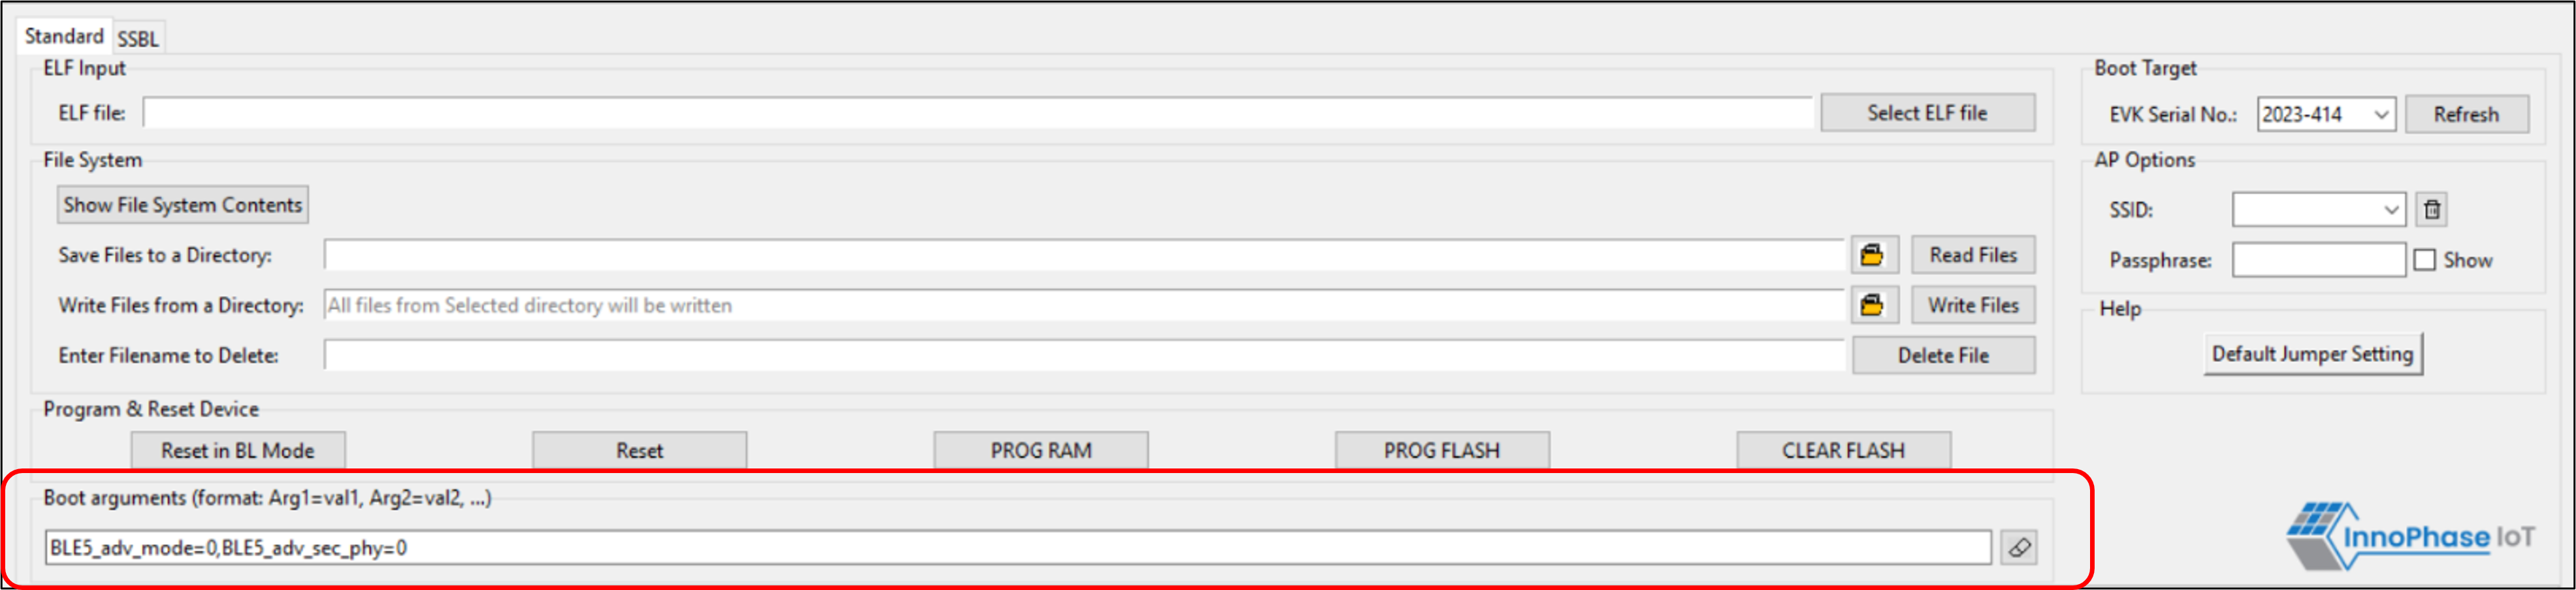 Standard SSBL
ELF Input
ELF file: Select ELF file
File System
Show File System Contents
Save Files to a Directory: Read Files
Write Files from a Directory: All files from Selected directory will be written Write Files
Enter Filename to Delete: Delete File
Program & Reset Device
Reset in BL Mode Reset PROG RAM PROG FLASH CLEAR FLASH
Boot arguments (format: Arg1=val1, Arg2=val2, ...)
BLE5_adv_mode=0,BLE5_adv_sec_phy=0
Boot Target
EVK Serial No.: 2023-414 Refresh
AP Options
SSID:
Passphrase: Show
Help
Default Jumper Setting
InnoPhase IoT